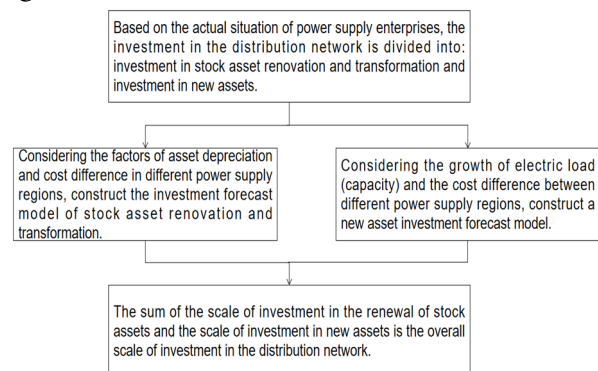 Based on the actual situation of power supply enterprises, the
investment in the distribution network is divided into:
investment in stock asset renovation and transformation and
investment in new assets.
Considering the factors of asset depreciation
and cost difference in different power supply
regions, construct the investment forecast
model of stock asset renovation and
transformation.
Considering the growth of electric load
(capacity) and the cost difference between
different power supply regions, construct a
new asset investment forecast model.
The sum of the scale of investment in the renewal of stock
assets and the scale of investment in new assets is the overall
scale of investment in the distribution network.